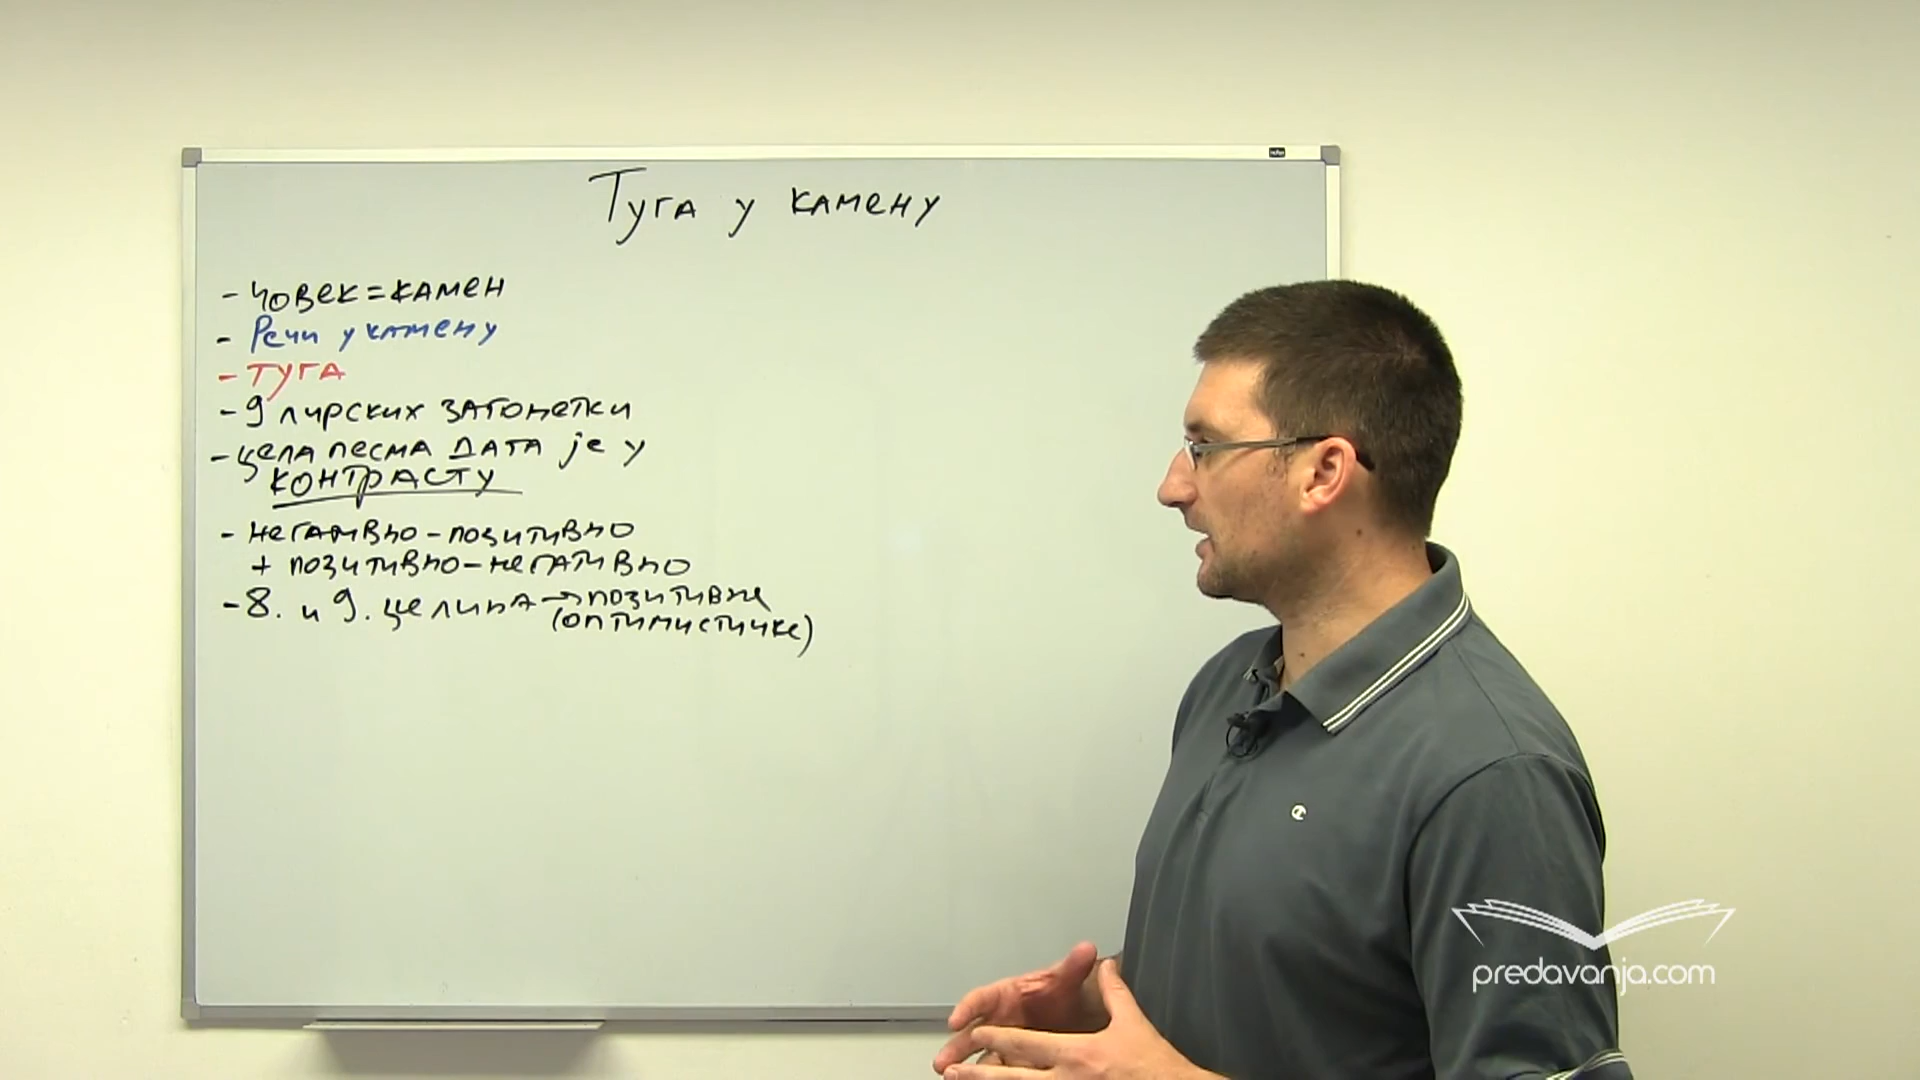 Туга у камену
- Човек = камен
- Речи у камену
- Туга
- 9 лирских загонетки
- цела песма дата је у
контрасту
- негативно - позитивно
+ позитивно - негативно
- 8. и 9. целина → позитивне
(оптимистичке)
predavanja.com